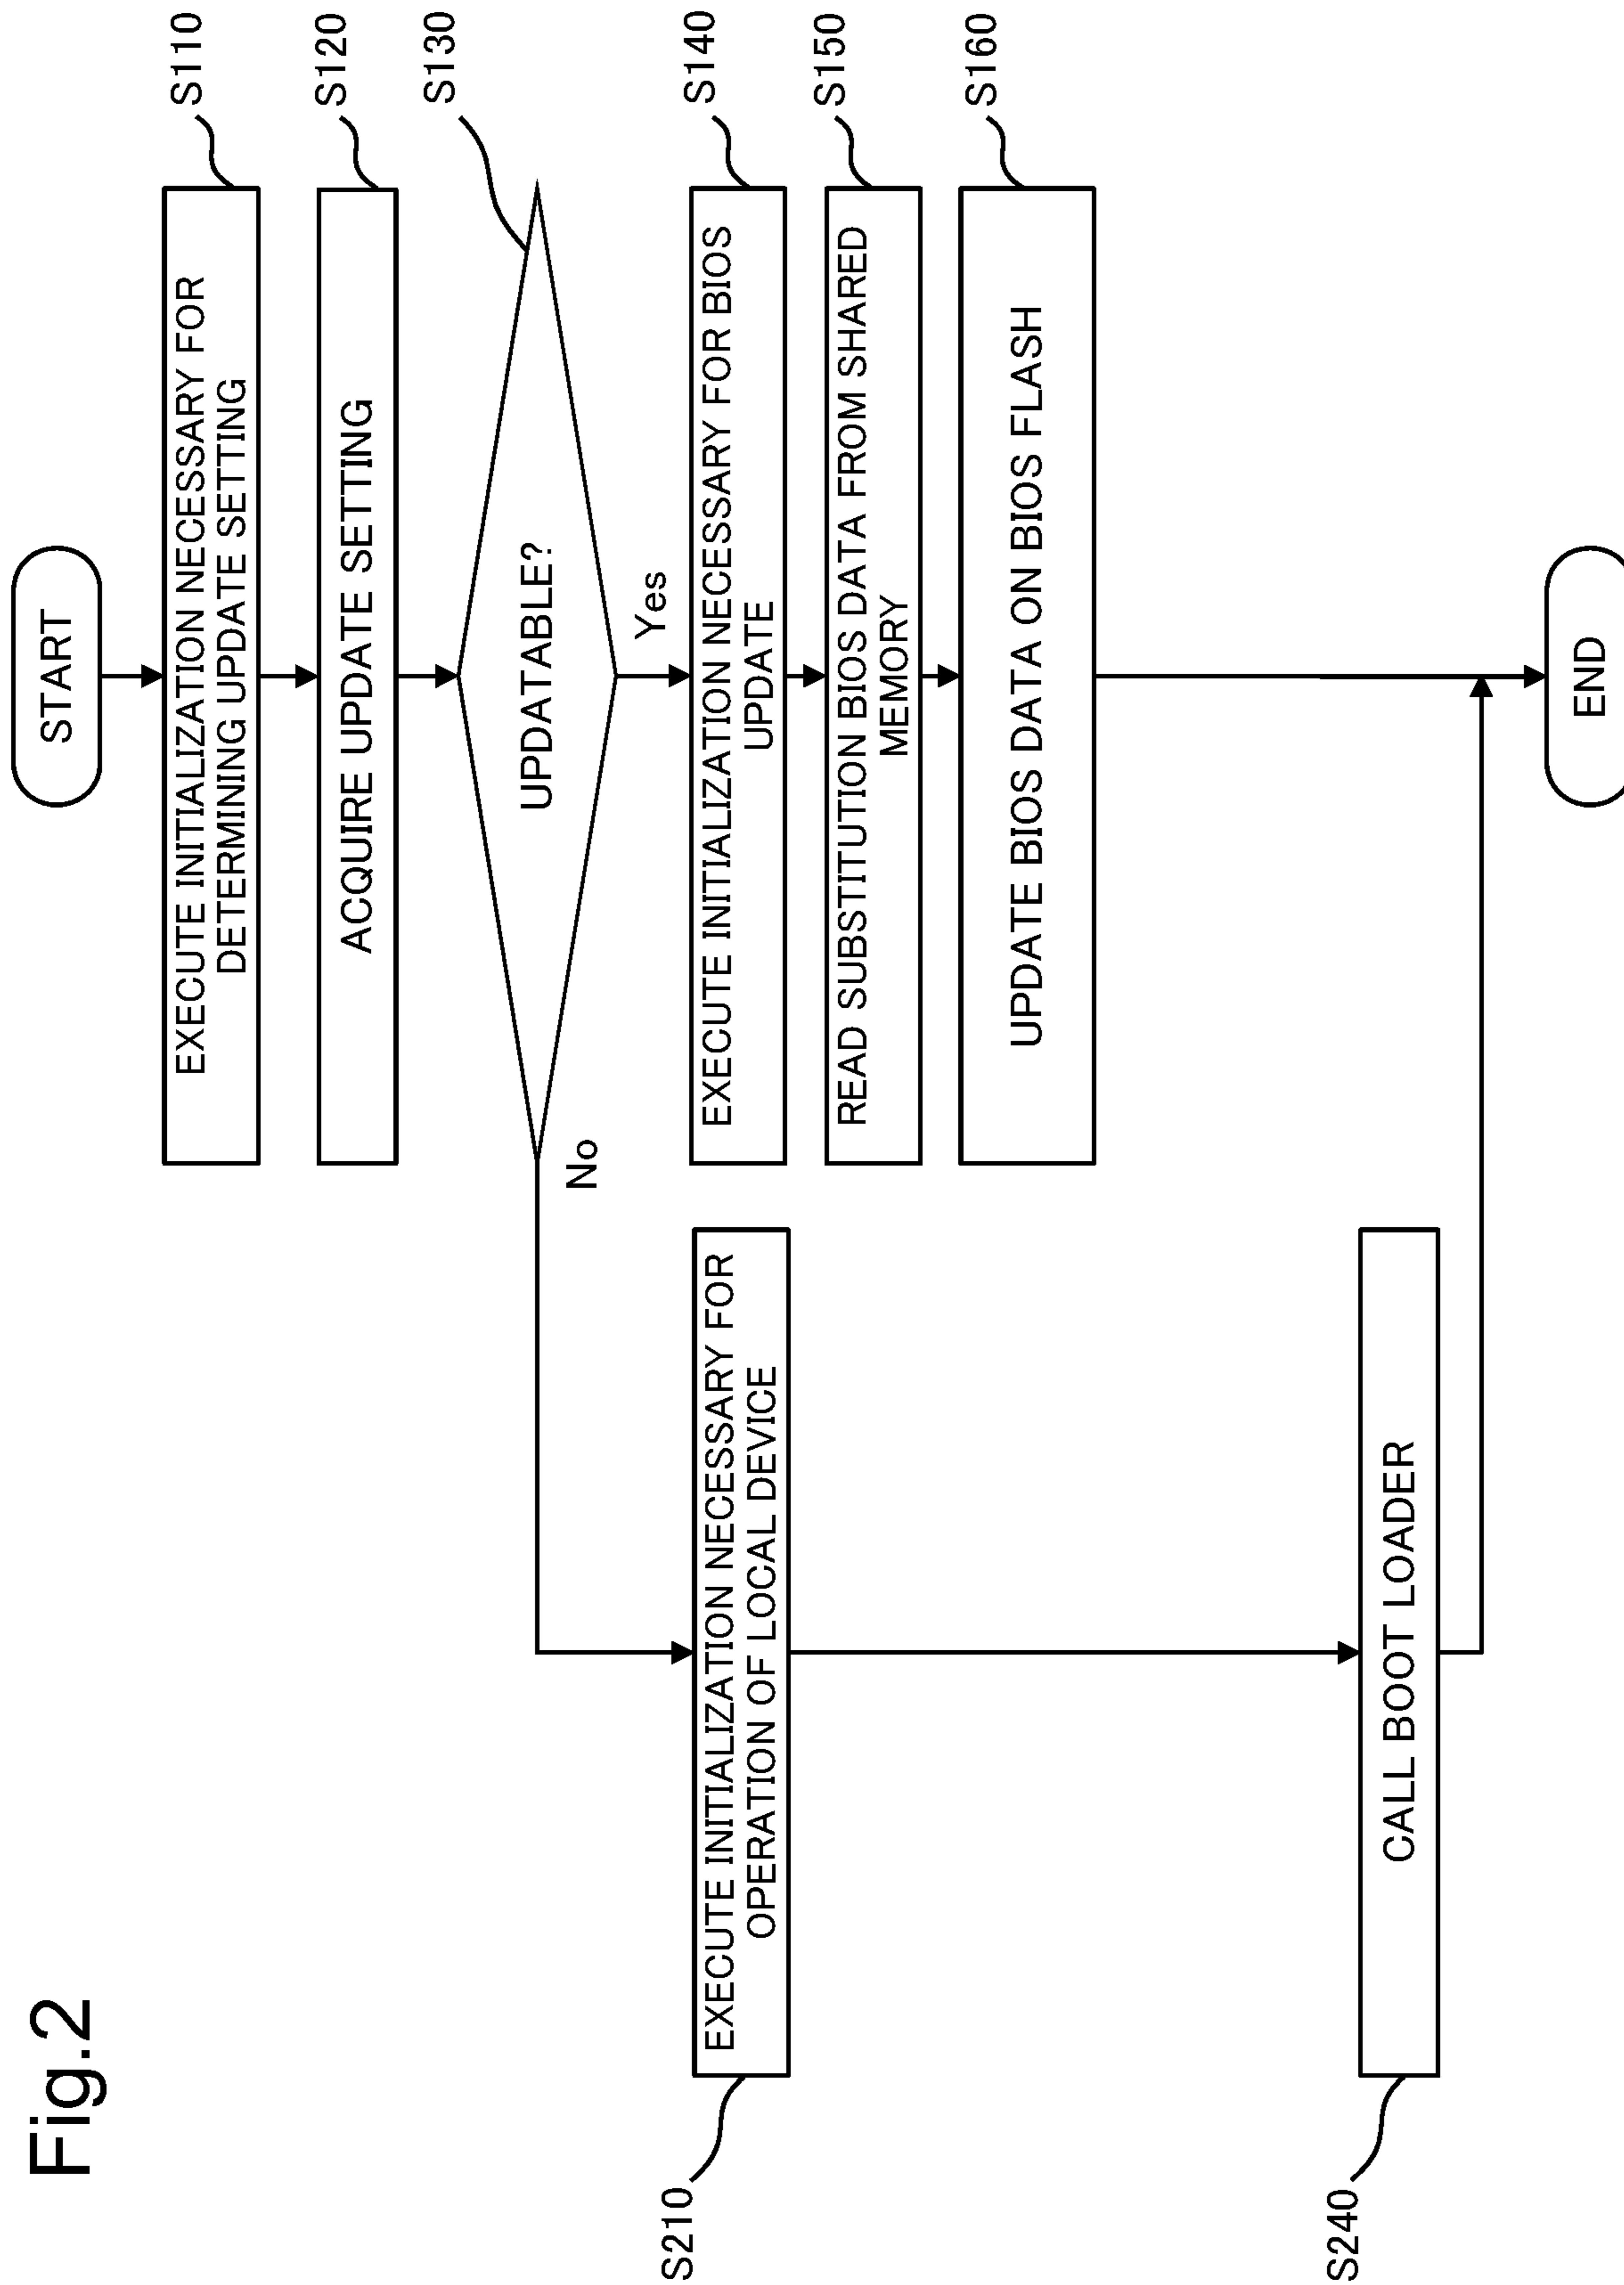 Fig.2
START
EXECUTE INITIALIZATION NECESSARY FOR
DETERMINING UPDATE SETTING
S110
ACQUIRE UPDATE SETTING
S120
UPDATABLE?
S130
Yes
No
EXECUTE INITIALIZATION NECESSARY FOR BIOS
UPDATE
S140
READ SUBSTITUTION BIOS DATA FROM SHARED
MEMORY
S150
UPDATE BIOS DATA ON BIOS FLASH
S160
S210
EXECUTE INITIALIZATION NECESSARY FOR
OPERATION OF LOCAL DEVICE
S240
CALL BOOT LOADER
END